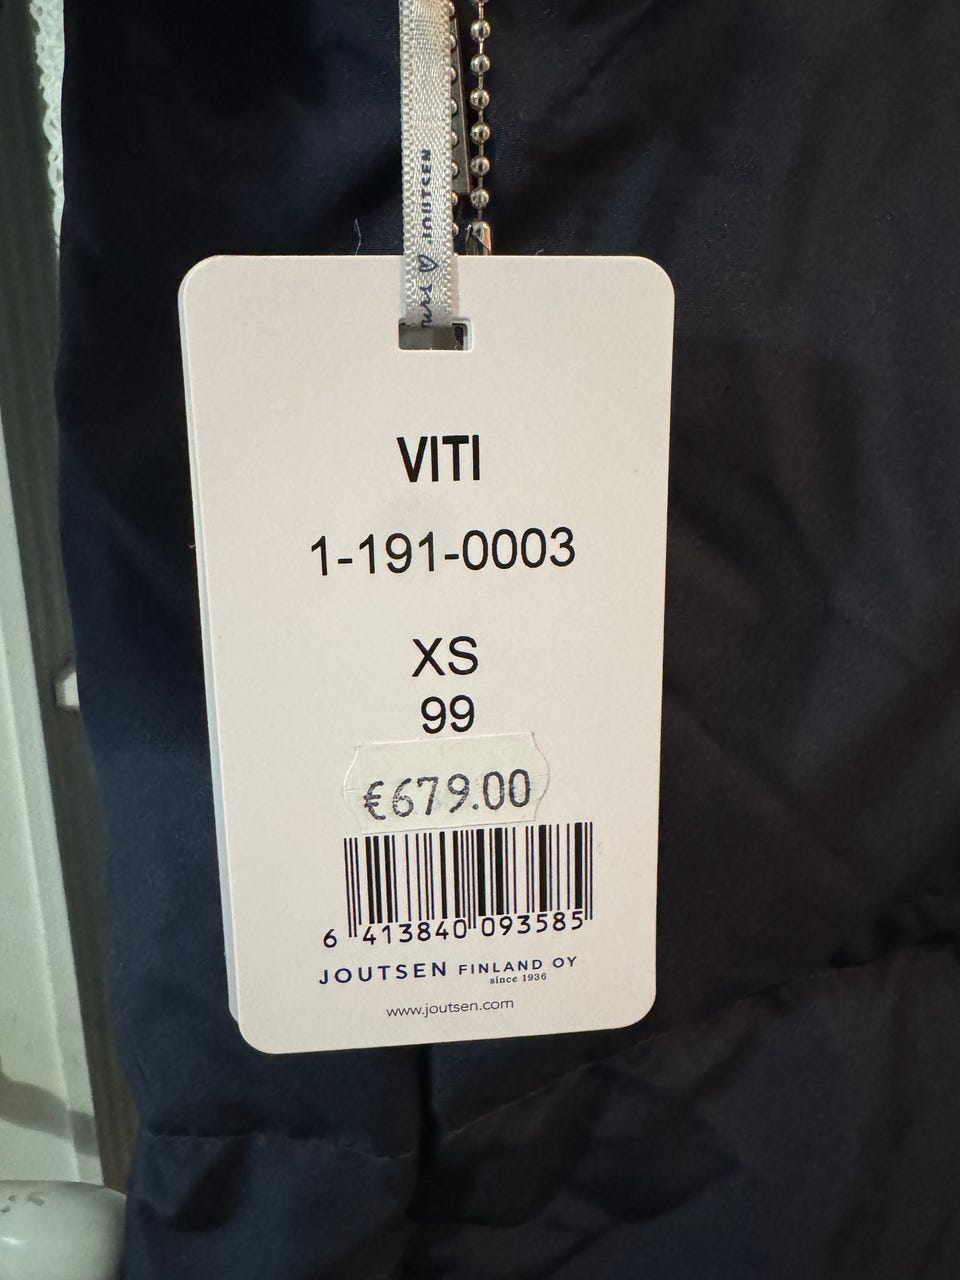 JOUTSEN
VITI
1-191-0003
XS
99
€679.00
6 413840 093585
JOUTSEN FINLAND OY
since 1936
www.joutsen.com